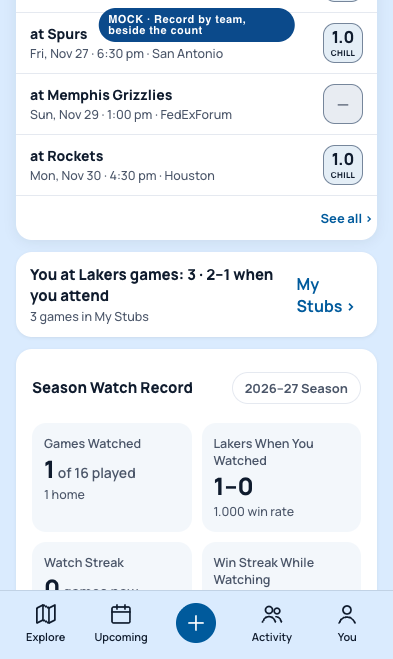 MOCK · Record by team,
beside the count
at Spurs
Fri, Nov 27 · 6:30 pm · San Antonio
1.0
CHILL
at Memphis Grizzlies
Sun, Nov 29 · 1:00 pm · FedExForum
—
at Rockets
Mon, Nov 30 · 4:30 pm · Houston
1.0
CHILL
See all ›
You at Lakers games: 3 · 2–1 when
you attend
3 games in My Stubs
My
Stubs ›
Season Watch Record
2026–27 Season
Games Watched
1 of 16 played
1 home
Lakers When You
Watched
1–0
1.000 win rate
Watch Streak
Win Streak While
Watching
Explore
Upcoming
Activity
You